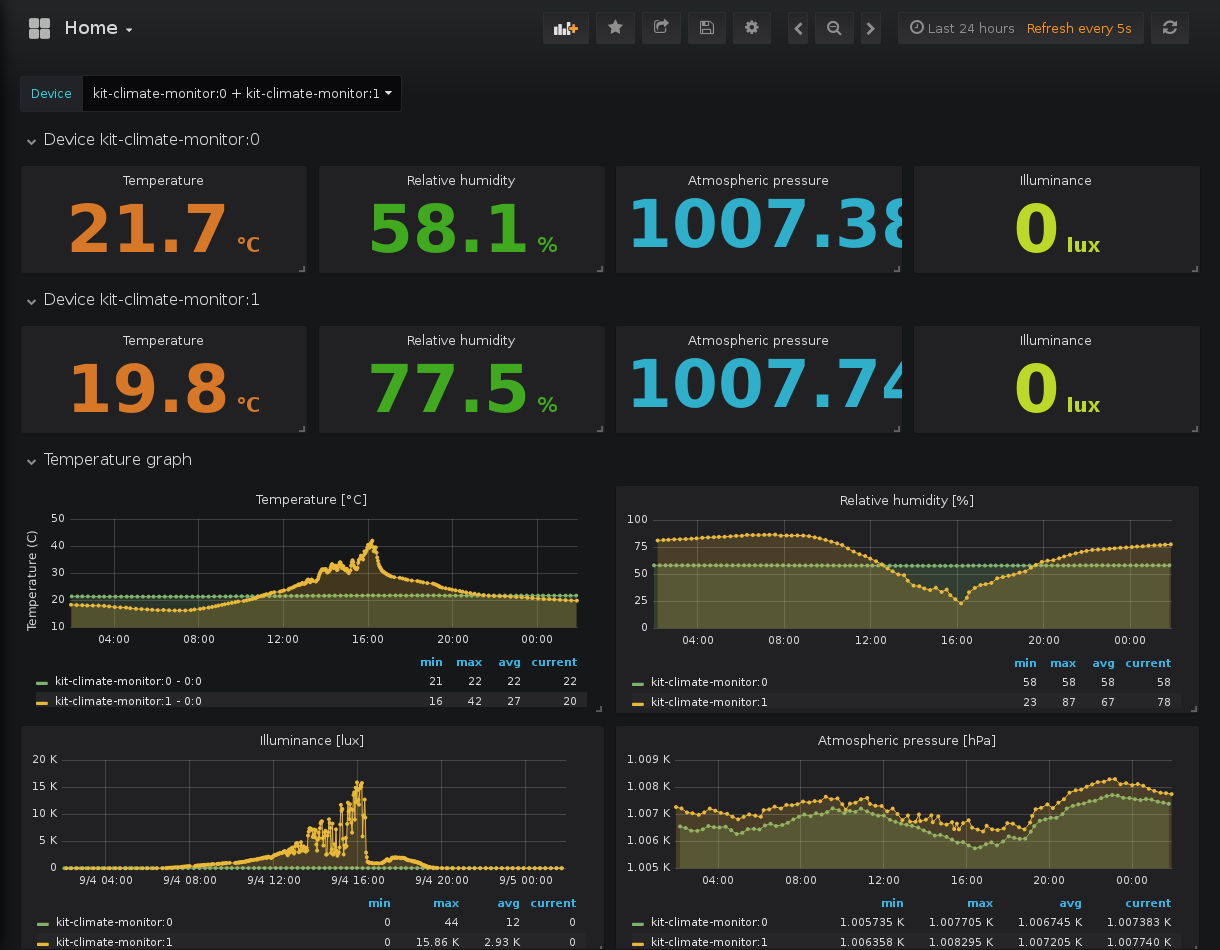 Home
Last 24 hours Refresh every 5s
Device kit-climate-monitor:0 + kit-climate-monitor:1
Device kit-climate-monitor:0
Temperature Relative humidity Atmospheric pressure Illuminance
21.7 °C 58.1 % 1007.38 0 lux
Device kit-climate-monitor:1
Temperature Relative humidity Atmospheric pressure Illuminance
19.8 °C 77.5 % 1007.74 0 lux
Temperature graph
Temperature [°C]
Temperature (C)
50
40
30
20
10
04:00 08:00 12:00 16:00 20:00 00:00
min max avg current
kit-climate-monitor:0 - 0:0 21 22 22 22
kit-climate-monitor:1 - 0:0 16 42 27 20
Relative humidity [%]
100
75
50
25
0
04:00 08:00 12:00 16:00 20:00 00:00
min max avg current
kit-climate-monitor:0 58 58 58 58
kit-climate-monitor:1 23 87 67 78
Illuminance [lux]
20 K
15 K
10 K
5 K
0
9/4 04:00 9/4 08:00 9/4 12:00 9/4 16:00 9/4 20:00 9/5 00:00
min max avg current
kit-climate-monitor:0 0 44 12 0
kit-climate-monitor:1 0 15.86 K 2.93 K 0
Atmospheric pressure [hPa]
1.009 K
1.008 K
1.007 K
1.006 K
1.005 K
04:00 08:00 12:00 16:00 20:00 00:00
min max avg current
kit-climate-monitor:0 1.005735 K 1.007705 K 1.006745 K 1.007383 K
kit-climate-monitor:1 1.006358 K 1.008295 K 1.007205 K 1.007740 K